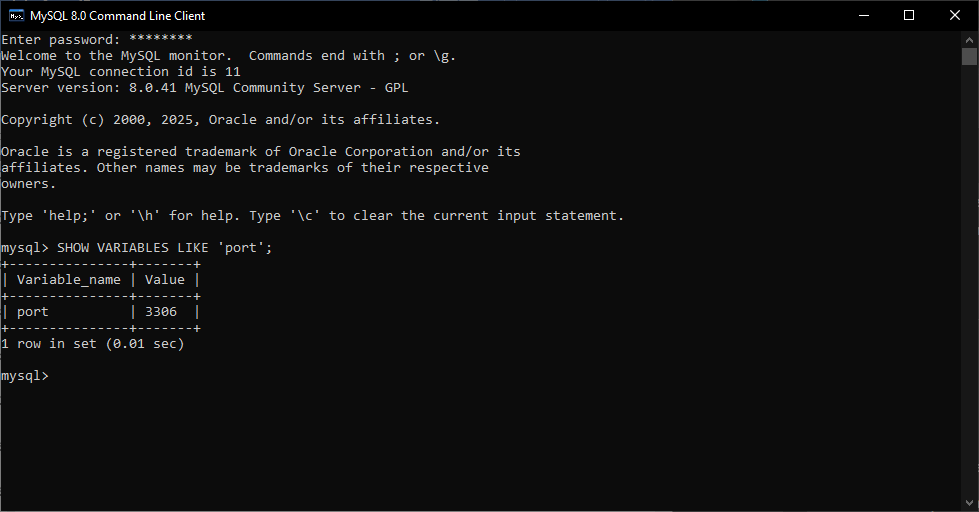 MySQL 8.0 Command Line Client
Enter password: ********
Welcome to the MySQL monitor.  Commands end with ; or \g.
Your MySQL connection id is 11
Server version: 8.0.41 MySQL Community Server - GPL

Copyright (c) 2000, 2025, Oracle and/or its affiliates.

Oracle is a registered trademark of Oracle Corporation and/or its
affiliates. Other names may be trademarks of their respective
owners.

Type 'help;' or '\h' for help. Type '\c' to clear the current input statement.

mysql> SHOW VARIABLES LIKE 'port';
+---------------+-------+
| Variable_name | Value |
+---------------+-------+
| port          | 3306  |
+---------------+-------+
1 row in set (0.01 sec)

mysql>